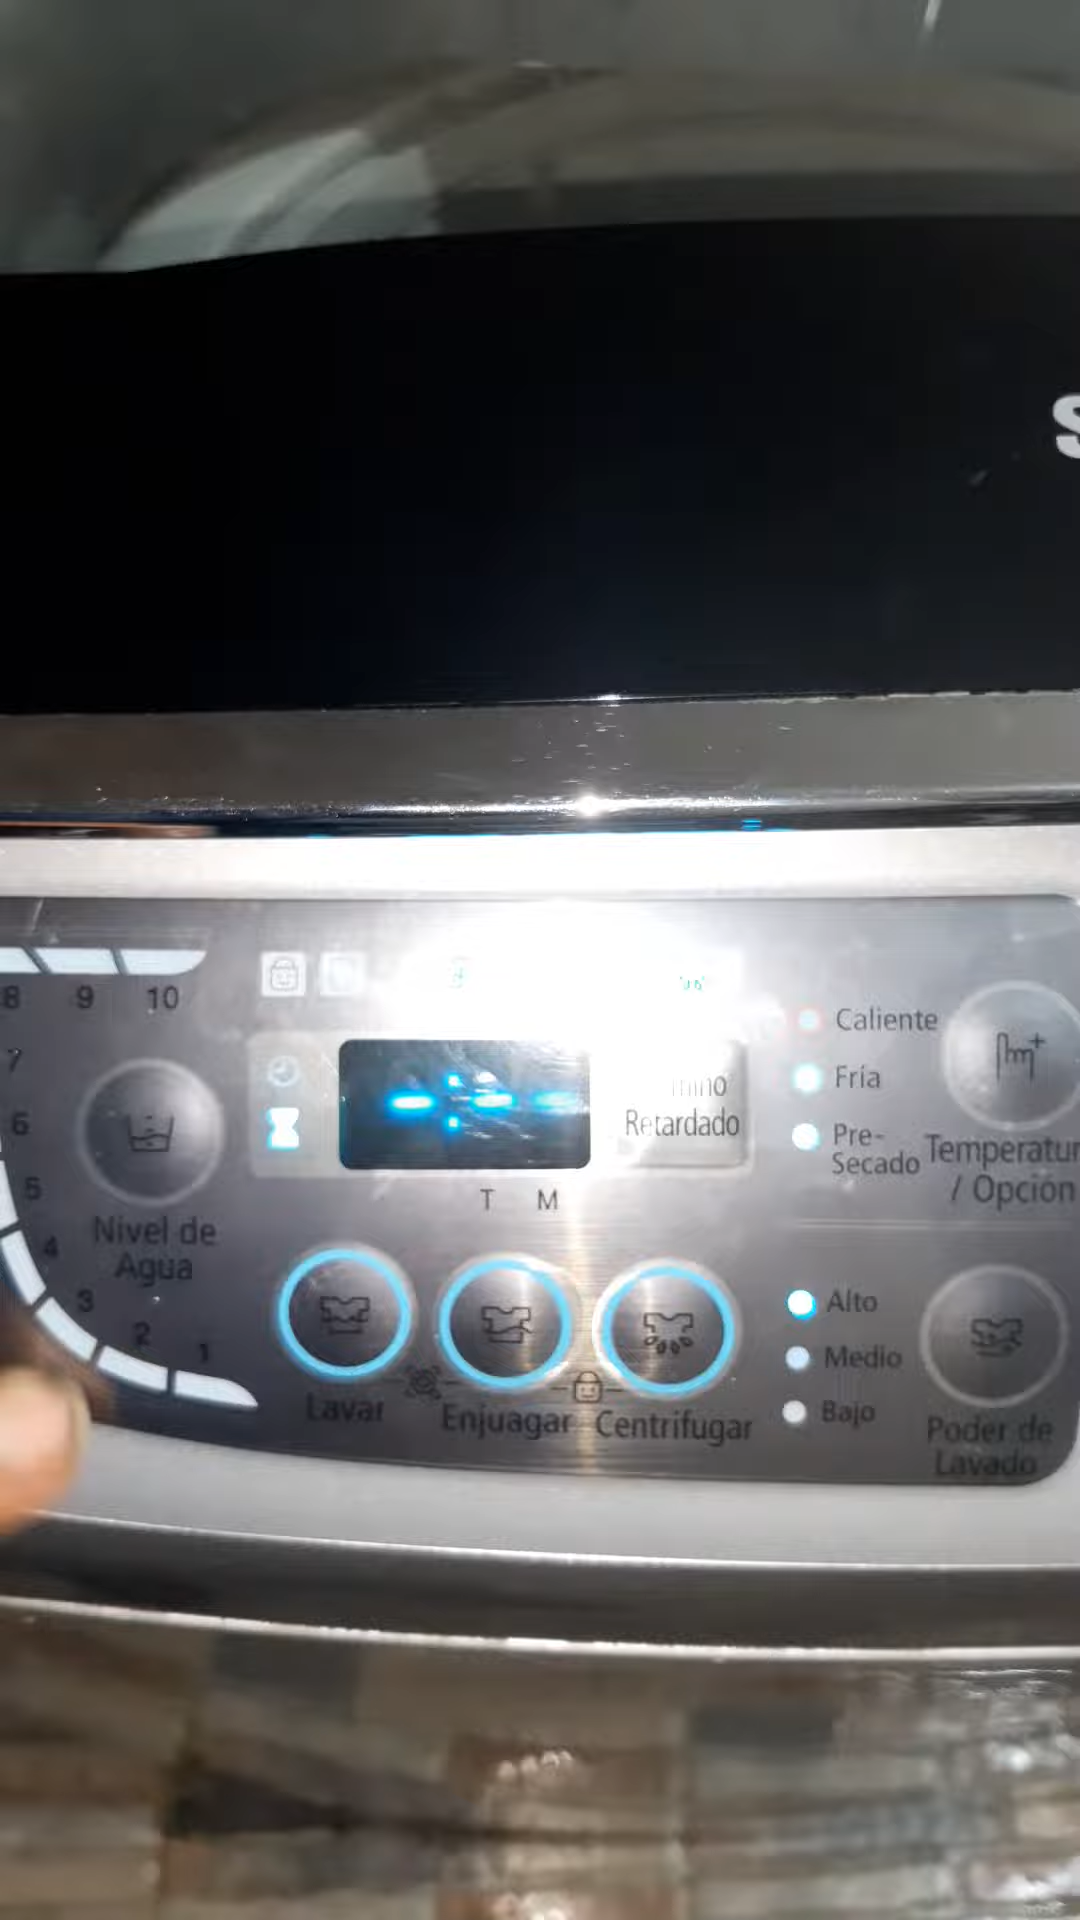 S
8 9 10
7
6
5
4
3
2
1
Nivel de
Agua
Retardado
T M
Caliente
Fría
Pre-
Secado
Temperatur
/ Opción
Lavar
Enjuagar
Centrifugar
Alto
Medio
Bajo
Poder de
Lavado